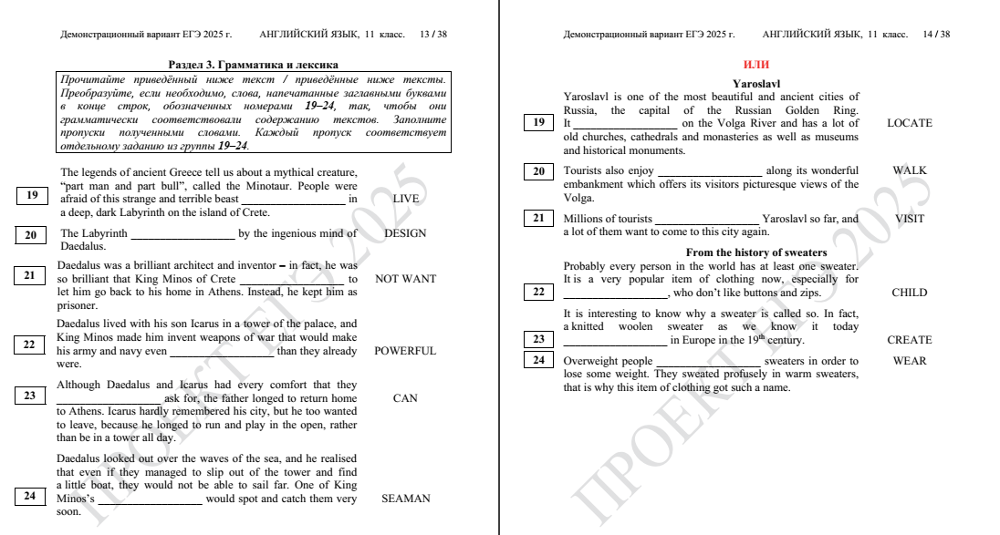 Демонстрационный вариант ЕГЭ 2025 г. АНГЛИЙСКИЙ ЯЗЫК, 11 класс. 13 / 38
Раздел 3. Грамматика и лексика
Прочитайте приведённый ниже текст / приведённые ниже тексты.
Преобразуйте, если необходимо, слова, напечатанные заглавными буквами
в конце строк, обозначенных номерами 19–24, так, чтобы они
грамматически соответствовали содержанию текстов. Заполните
пропуски полученными словами. Каждый пропуск соответствует
отдельному заданию из группы 19–24.
The legends of ancient Greece tell us about a mythical creature,
“part man and part bull”, called the Minotaur. People were
19 afraid of this strange and terrible beast __________________ in LIVE
a deep, dark Labyrinth on the island of Crete.
20 The Labyrinth __________________ by the ingenious mind of DESIGN
Daedalus.
Daedalus was a brilliant architect and inventor – in fact, he was
21 so brilliant that King Minos of Crete __________________ to NOT WANT
let him go back to his home in Athens. Instead, he kept him as
prisoner.
Daedalus lived with his son Icarus in a tower of the palace, and
King Minos made him invent weapons of war that would make
22 his army and navy even __________________ than they already POWERFUL
were.
Although Daedalus and Icarus had every comfort that they
23 __________________ ask for, the father longed to return home CAN
to Athens. Icarus hardly remembered his city, but he too wanted
to leave, because he longed to run and play in the open, rather
than be in a tower all day.
Daedalus looked out over the waves of the sea, and he realised
that even if they managed to slip out of the tower and find
a little boat, they would not be able to sail far. One of King
24 Minos’s __________________ would spot and catch them very SEAMAN
soon.
ПРОЕКТ ЕГЭ 2025
Демонстрационный вариант ЕГЭ 2025 г. АНГЛИЙСКИЙ ЯЗЫК, 11 класс. 14 / 38
ИЛИ
Yaroslavl
Yaroslavl is one of the most beautiful and ancient cities of
Russia, the capital of the Russian Golden Ring.
19 It __________________ on the Volga River and has a lot of LOCATE
old churches, cathedrals and monasteries as well as museums
and historical monuments.
20 Tourists also enjoy __________________ along its wonderful WALK
embankment which offers its visitors picturesque views of the
Volga.
21 Millions of tourists __________________ Yaroslavl so far, and VISIT
a lot of them want to come to this city again.
From the history of sweaters
Probably every person in the world has at least one sweater.
It is a very popular item of clothing now, especially for
22 __________________, who don’t like buttons and zips. CHILD
It is interesting to know why a sweater is called so. In fact,
a knitted woolen sweater as we know it today
23 __________________ in Europe in the 19th century. CREATE
24 Overweight people __________________ sweaters in order to WEAR
lose some weight. They sweated profusely in warm sweaters,
that is why this item of clothing got such a name.
ПРОЕКТ ЕГЭ 2025